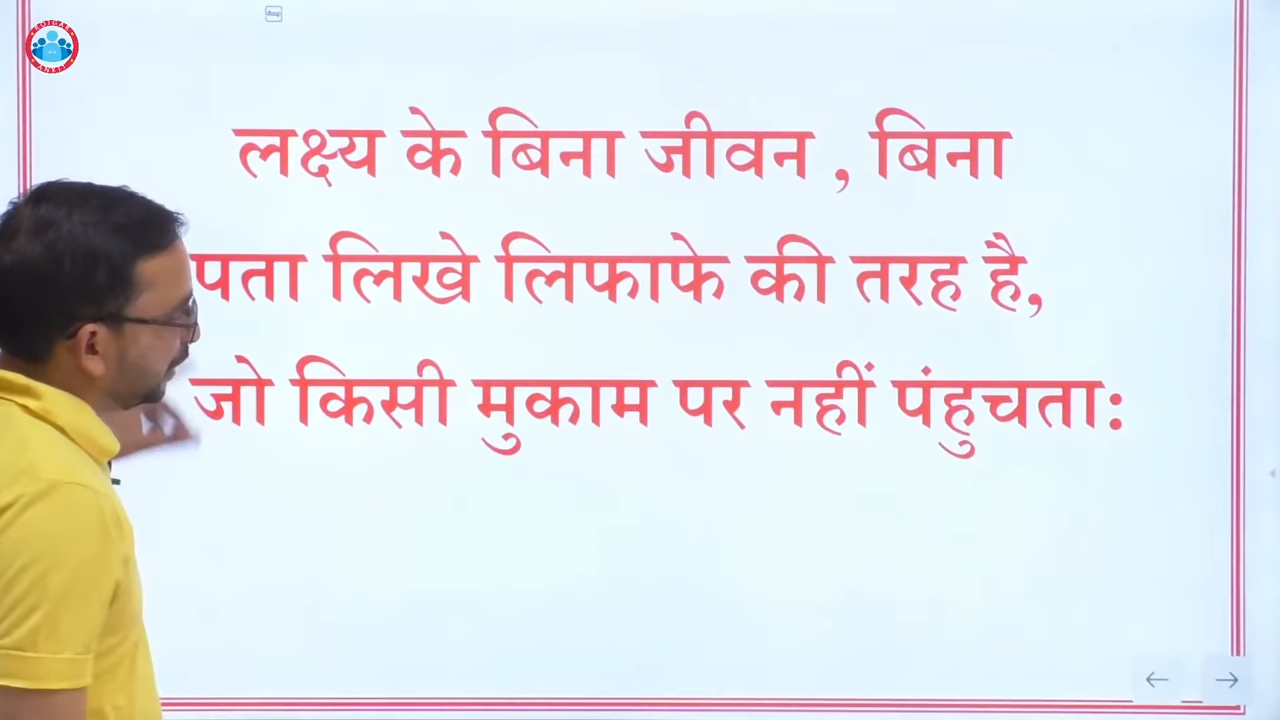 लक्ष्य के बिना जीवन , बिना
पता लिखे लिफाफे की तरह है,
जो किसी मुकाम पर नहीं पंहुचता: